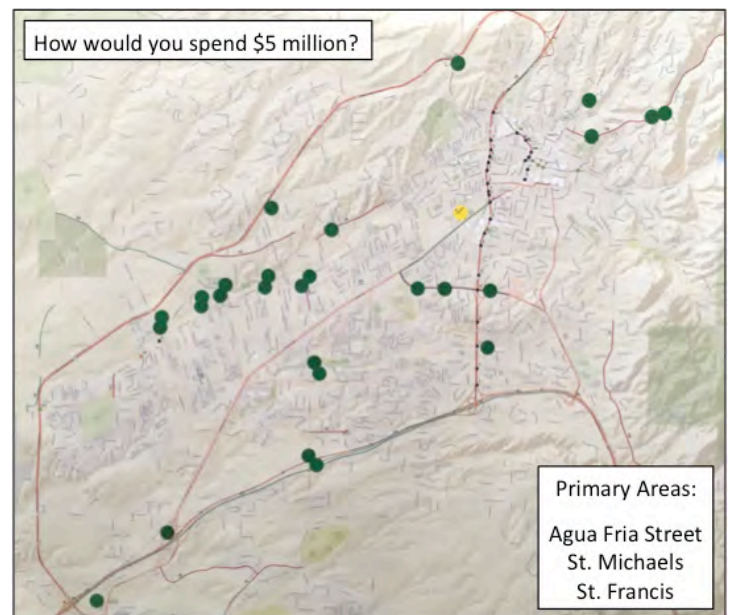 How would you spend $5 million?
Primary Areas:
Agua Fria Street
St. Michaels
St. Francis